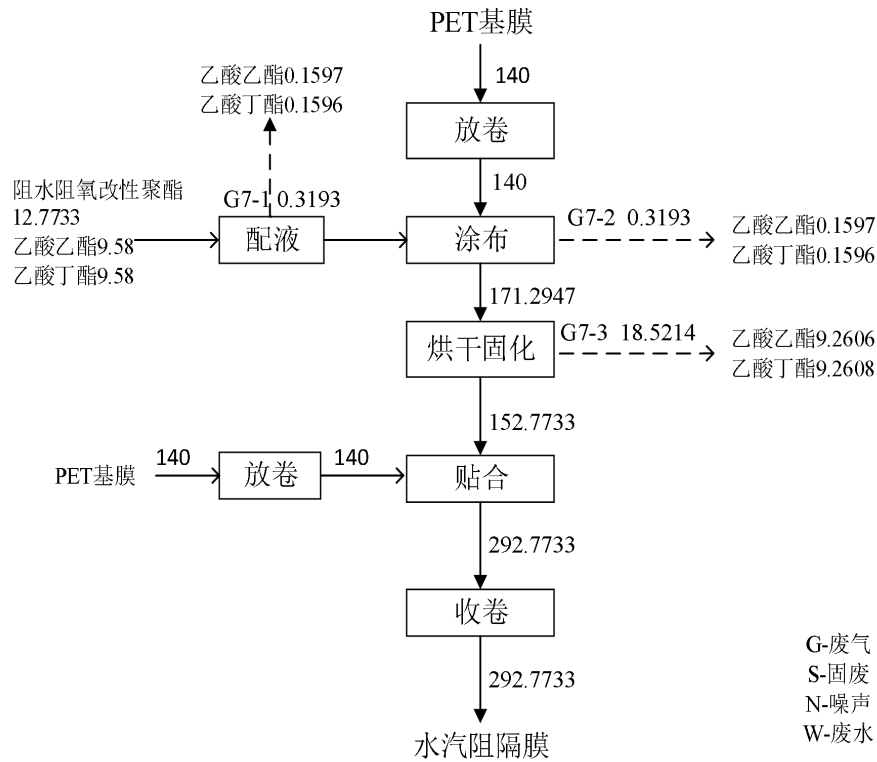 PET基膜
140
乙酸乙酯0.1597
乙酸丁酯0.1596
放卷
140
阻水阻氧改性聚酯
12.7733
乙酸乙酯9.58
乙酸丁酯9.58
G7-1 0.3193
配液
涂布
G7-2 0.3193
乙酸乙酯0.1597
乙酸丁酯0.1596
171.2947
烘干固化
G7-3 18.5214
乙酸乙酯9.2606
乙酸丁酯9.2608
152.7733
PET基膜
140
放卷
140
贴合
292.7733
收卷
292.7733
水汽阻隔膜
G-废气
S-固废
N-噪声
W-废水